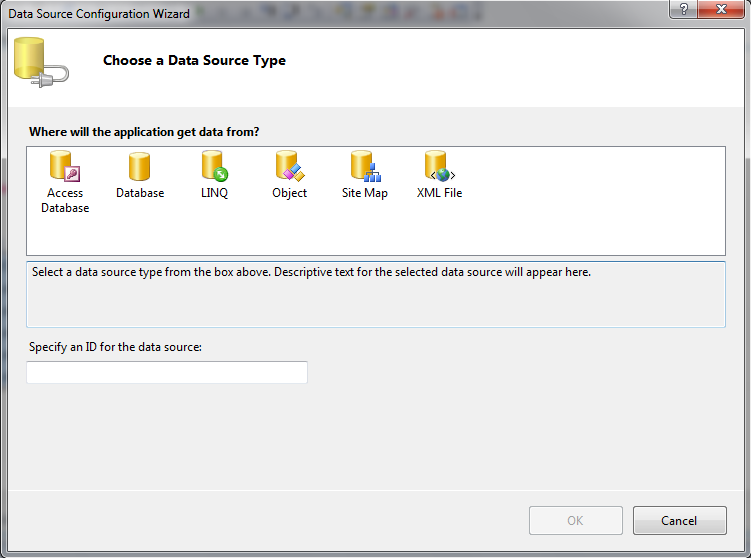 Data Source Configuration Wizard
?
Choose a Data Source Type
Where will the application get data from?
Access Database
Database
LINQ
Object
Site Map
XML File
Select a data source type from the box above. Descriptive text for the selected data source will appear here.
Specify an ID for the data source:
OK
Cancel